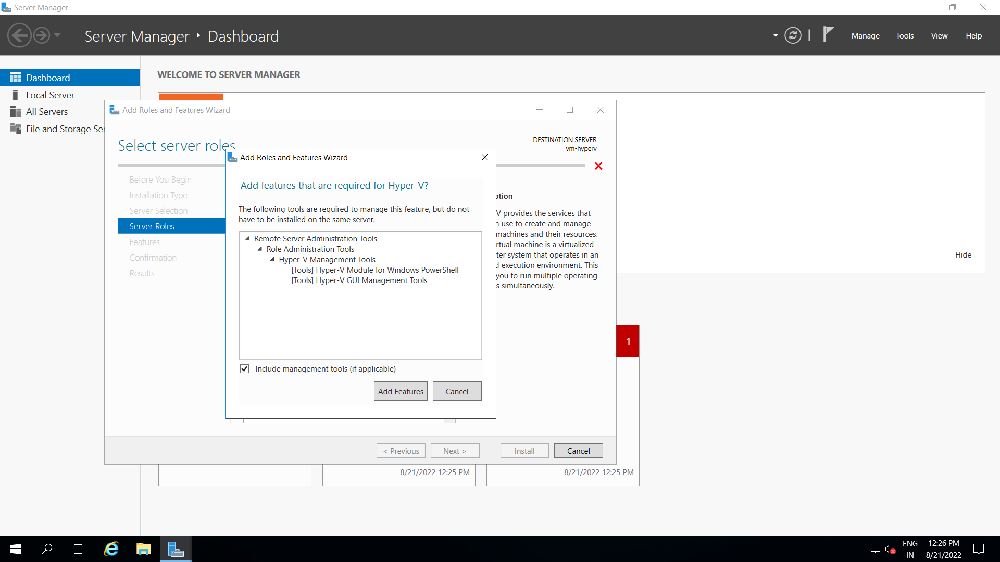 Server Manager
Server Manager ‣ Dashboard
Manage
Tools
View
Help
Dashboard
Local Server
All Servers
File and Storage Ser
WELCOME TO SERVER MANAGER
Hide
Add Roles and Features Wizard
Select server roles
DESTINATION SERVER
vm-hyperv
Before You Begin
Installation Type
Server Selection
Server Roles
Features
Confirmation
Results
Add Roles and Features Wizard
Add features that are required for Hyper-V?
The following tools are required to manage this feature, but do not
have to be installed on the same server.
Remote Server Administration Tools
Role Administration Tools
Hyper-V Management Tools
[Tools] Hyper-V Module for Windows PowerShell
[Tools] Hyper-V GUI Management Tools
Include management tools (if applicable)
Add Features
Cancel
ption
V provides the services that
n use to create and manage
machines and their resources.
rtual machine is a virtualized
ter system that operates in an
d execution environment. This
you to run multiple operating
s simultaneously.
1
< Previous
Next >
Install
Cancel
8/21/2022 12:25 PM
8/21/2022 12:25 PM
ENG
IN
12:26 PM
8/21/2022